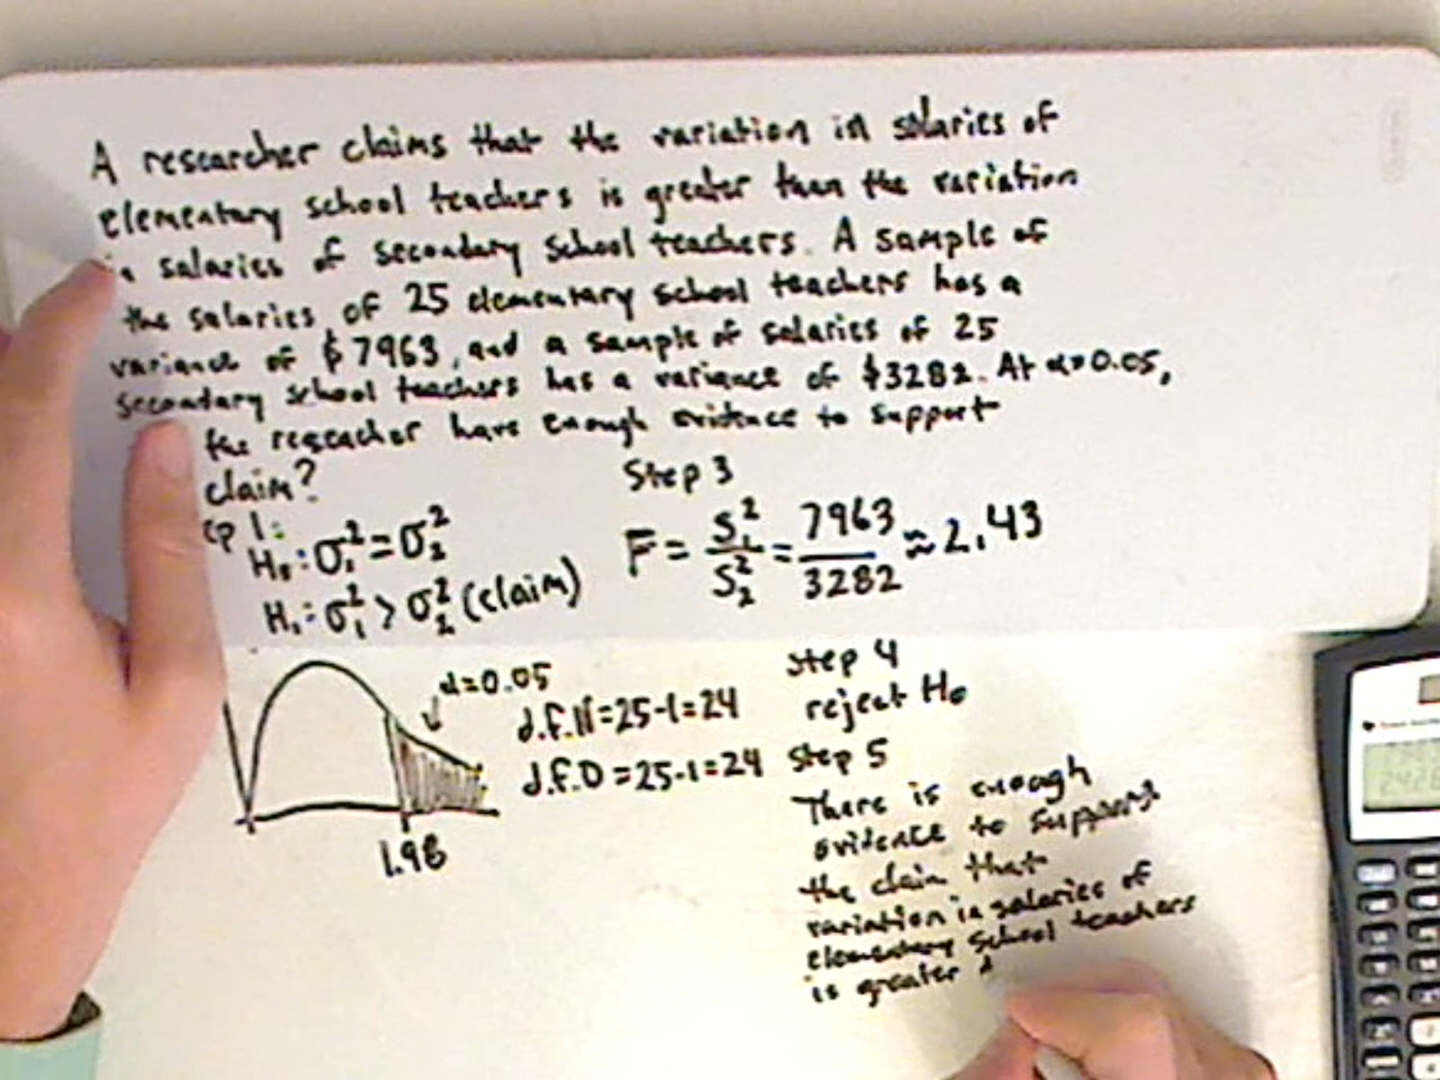 A researcher claims that the variation in salaries of
elementary school teachers is greater than the variation
salaries of secondary school teachers. A sample of
the salaries of 25 elementary school teachers has a
variance of $7963, and a sample of salaries of 25
secondary school teachers has a variance of $3282. At α=0.05,
the researcher have enough evidence to support
claim?
ep 1:
H₀: σ₁² = σ₂²
H₁: σ₁² > σ₂² (claim)
Step 3
F = S₁²/S₂² = 7963/3282 ≈ 2.43
α=0.05
d.f.N=25-1=24
d.f.D=25-1=24
1.98
Step 4
reject H₀
Step 5
There is enough
evidence to support
the claim that
variation in salaries of
elementary school teachers
is greater